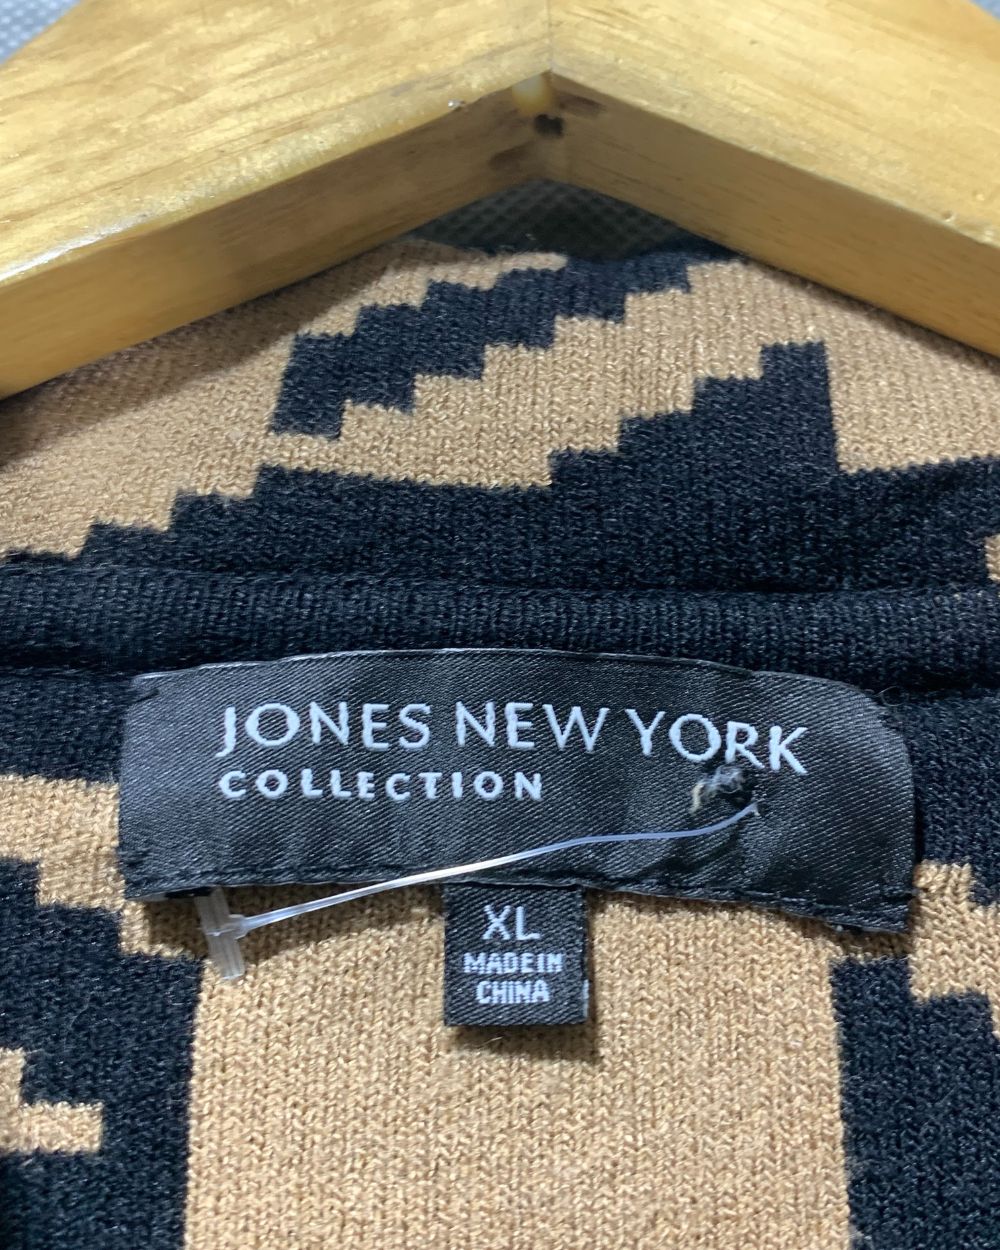 JONES NEW YORK
COLLECTION
XL
MADE IN
CHINA